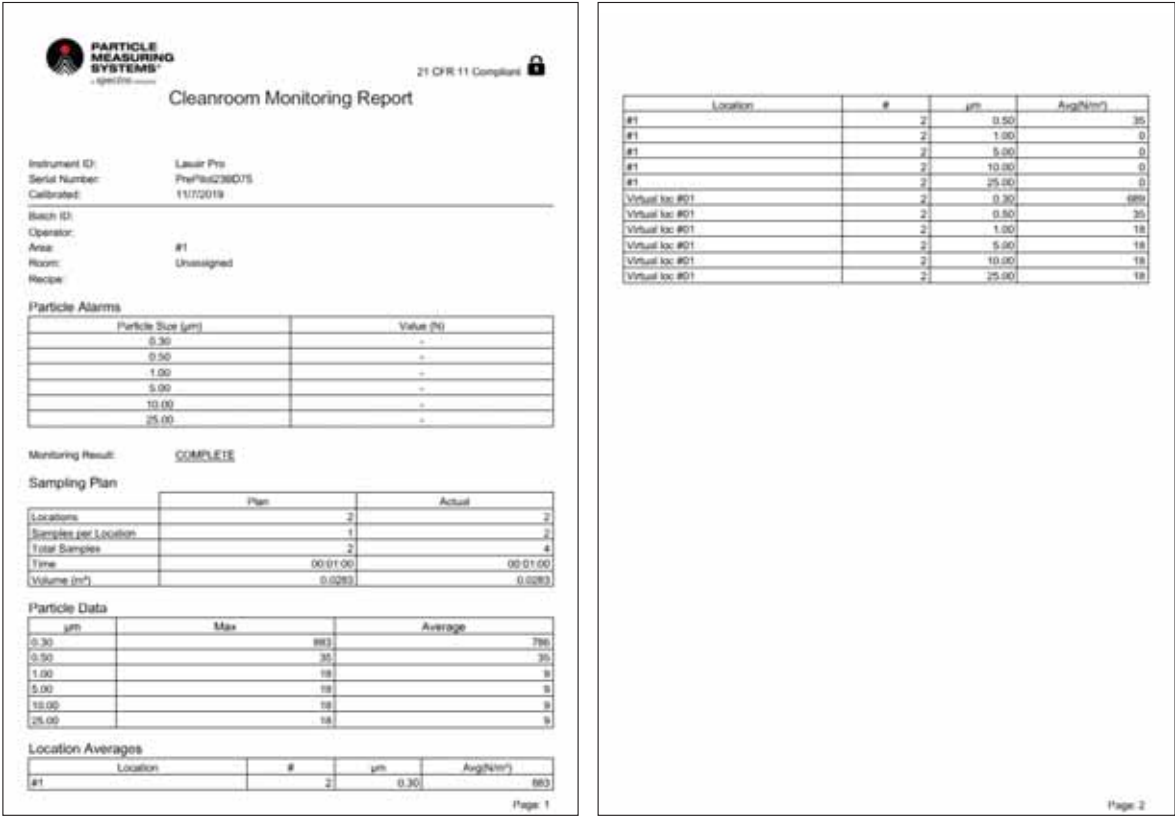 PARTICLE
MEASURING
SYSTEMS®
a spectris company
21 CFR 11 Compliant
Cleanroom Monitoring Report
Instrument ID: Lasair Pro
Serial Number: PrePilot239D75
Calibrated: 11/7/2019
Batch ID:
Operator:
Area: #1
Room: Unassigned
Recipe:
Particle Alarms
Particle Size (µm) Value (N)
0.30 -
0.50 -
1.00 -
5.00 -
10.00 -
25.00 -
Monitoring Result: COMPLETE
Sampling Plan
Plan Actual
Locations 2 2
Samples per Location 1 2
Total Samples 2 4
Time 00:01:00 00:01:00
Volume (m³) 0.0283 0.0283
Particle Data
µm Max Average
0.30 883 786
0.50 35 35
1.00 18 9
5.00 18 9
10.00 18 9
25.00 18 9
Location Averages
Location # µm Avg(N/m³)
#1 2 0.30 883
Page: 1
Location # µm Avg(N/m³)
#1 2 0.50 35
#1 2 1.00 0
#1 2 5.00 0
#1 2 10.00 0
#1 2 25.00 0
Virtual loc #01 2 0.30 689
Virtual loc #01 2 0.50 35
Virtual loc #01 2 1.00 18
Virtual loc #01 2 5.00 18
Virtual loc #01 2 10.00 18
Virtual loc #01 2 25.00 18
Page: 2